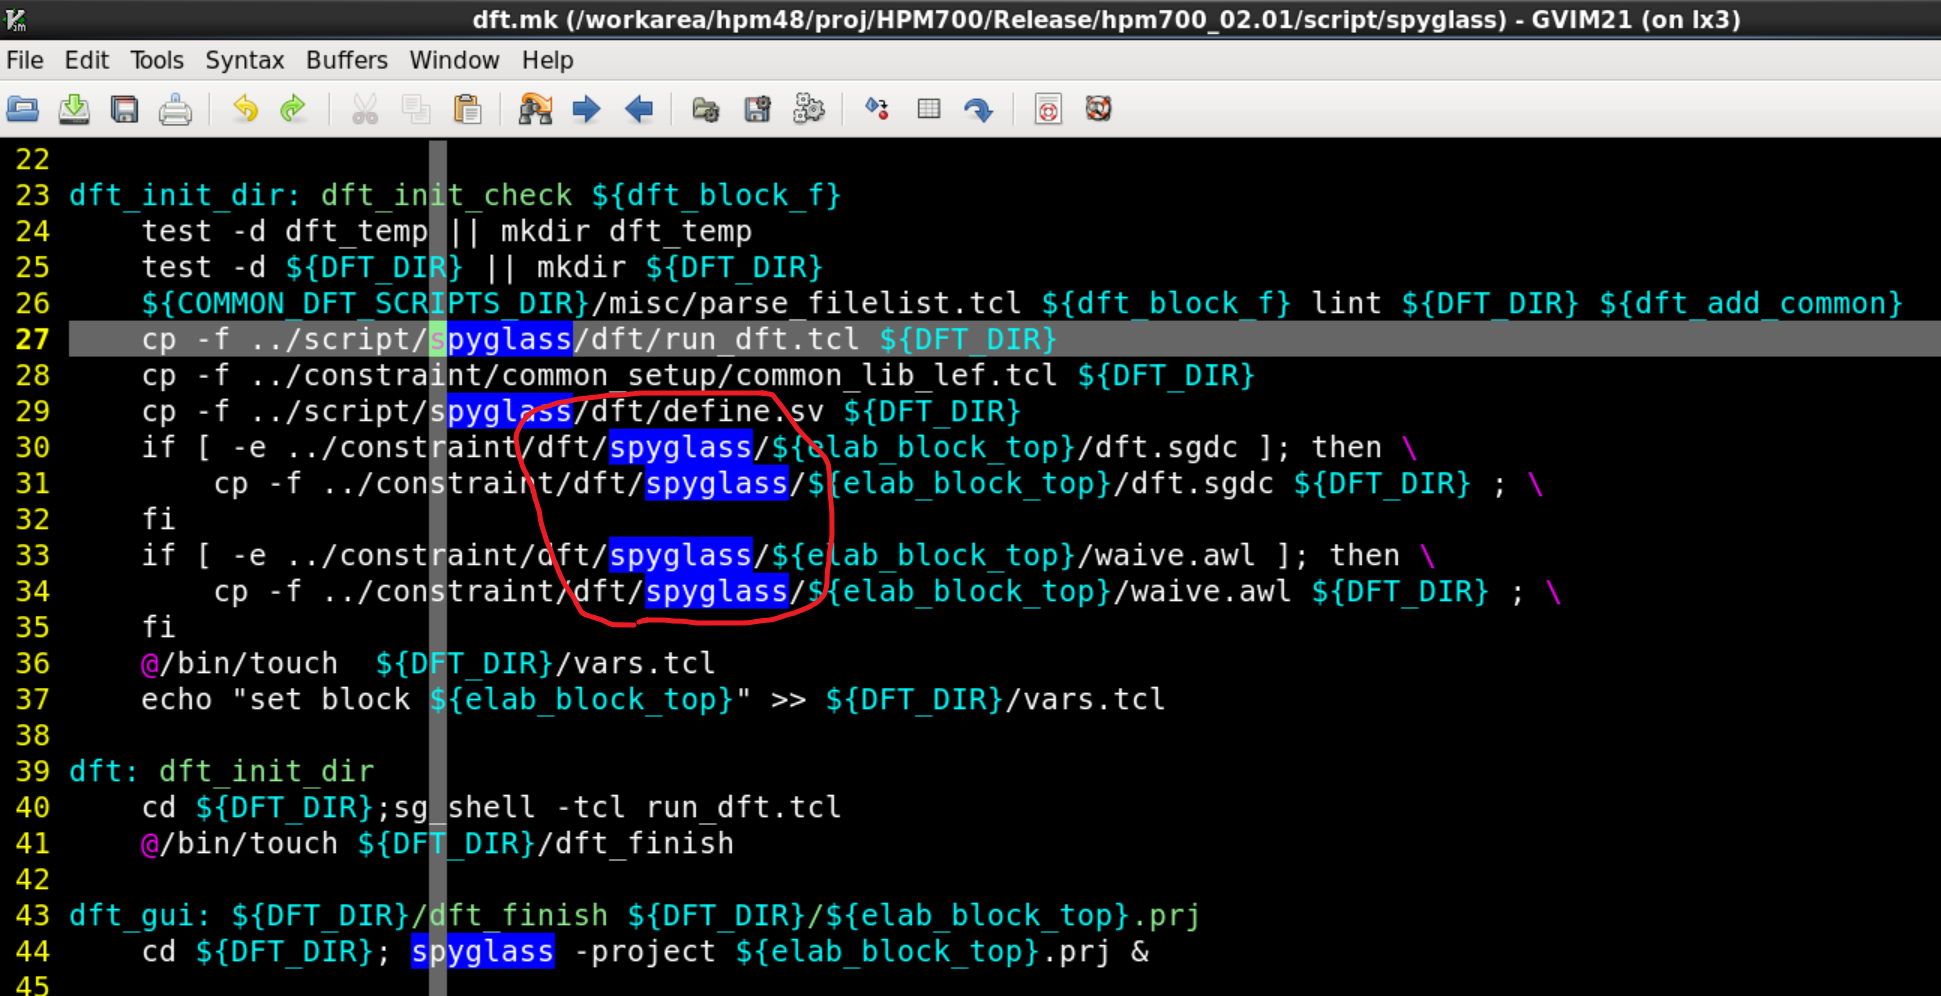 dft.mk (/workarea/hpm48/proj/HPM700/Release/hpm700_02.01/script/spyglass) - GVIM21 (on lx3)
File Edit Tools Syntax Buffers Window Help
22
23 dft_init_dir: dft_init_check ${dft_block_f}
24     test -d dft_temp || mkdir dft_temp
25     test -d ${DFT_DIR} || mkdir ${DFT_DIR}
26     ${COMMON_DFT_SCRIPTS_DIR}/misc/parse_filelist.tcl ${dft_block_f} lint ${DFT_DIR} ${dft_add_common}
27     cp -f ../script/spyglass/dft/run_dft.tcl ${DFT_DIR}
28     cp -f ../constraint/common_setup/common_lib_lef.tcl ${DFT_DIR}
29     cp -f ../script/spyglass/dft/define.sv ${DFT_DIR}
30     if [ -e ../constraint/dft/spyglass/${elab_block_top}/dft.sgdc ]; then \
31         cp -f ../constraint/dft/spyglass/${elab_block_top}/dft.sgdc ${DFT_DIR} ; \
32     fi
33     if [ -e ../constraint/dft/spyglass/${elab_block_top}/waive.awl ]; then \
34         cp -f ../constraint/dft/spyglass/${elab_block_top}/waive.awl ${DFT_DIR} ; \
35     fi
36     @/bin/touch  ${DFT_DIR}/vars.tcl
37     echo "set block ${elab_block_top}" >> ${DFT_DIR}/vars.tcl
38
39 dft: dft_init_dir
40     cd ${DFT_DIR};sg_shell -tcl run_dft.tcl
41     @/bin/touch ${DFT_DIR}/dft_finish
42
43 dft_gui: ${DFT_DIR}/dft_finish ${DFT_DIR}/${elab_block_top}.prj
44     cd ${DFT_DIR}; spyglass -project ${elab_block_top}.prj &
45